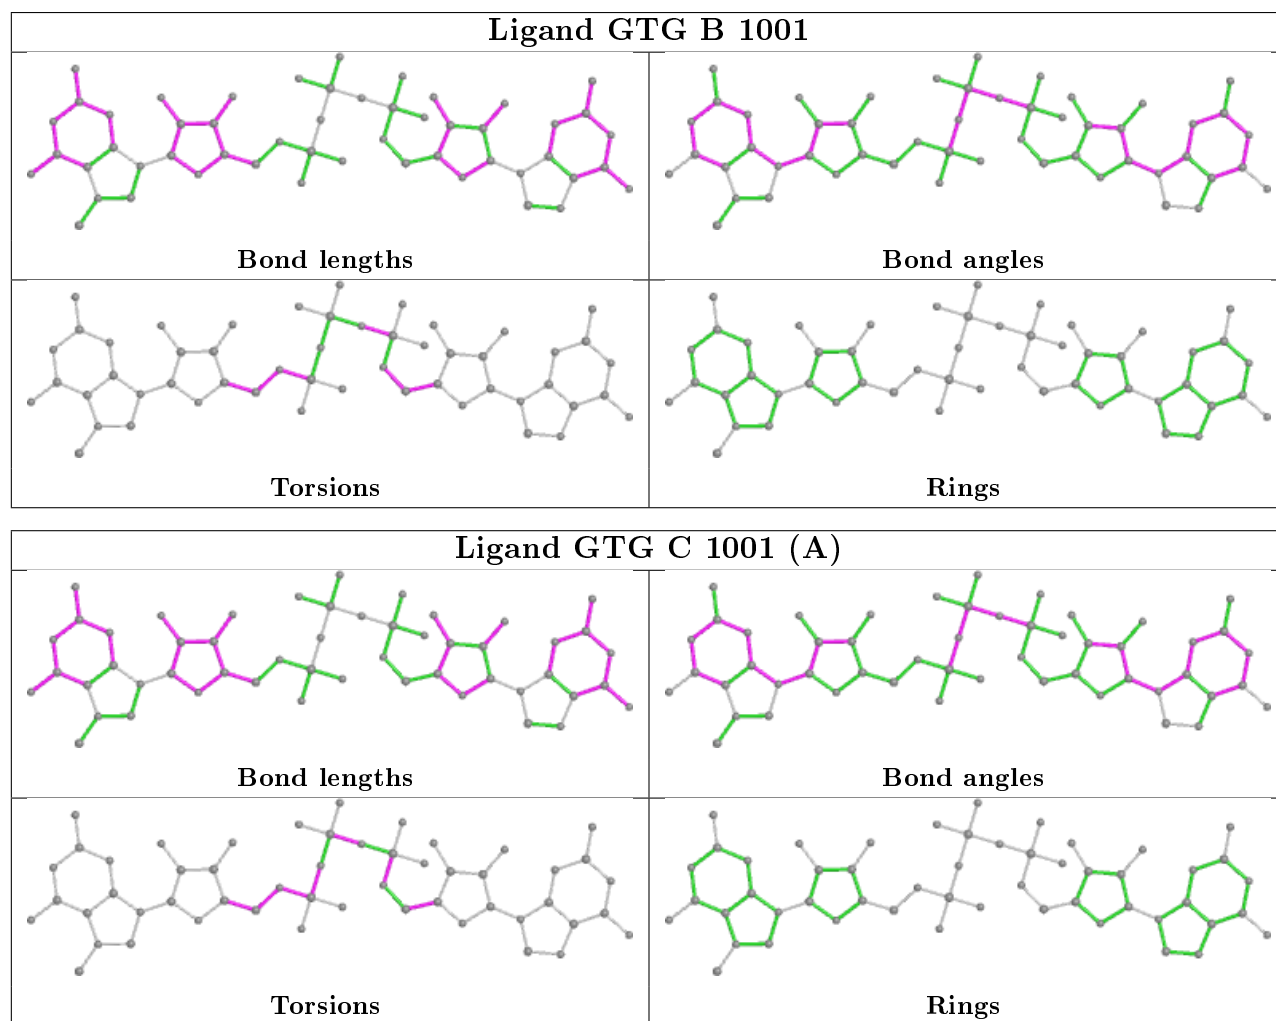 Ligand GTG B 1001
Bond lengths
Bond angles
Torsions
Rings
Ligand GTG C 1001 (A)
Bond lengths
Bond angles
Torsions
Rings